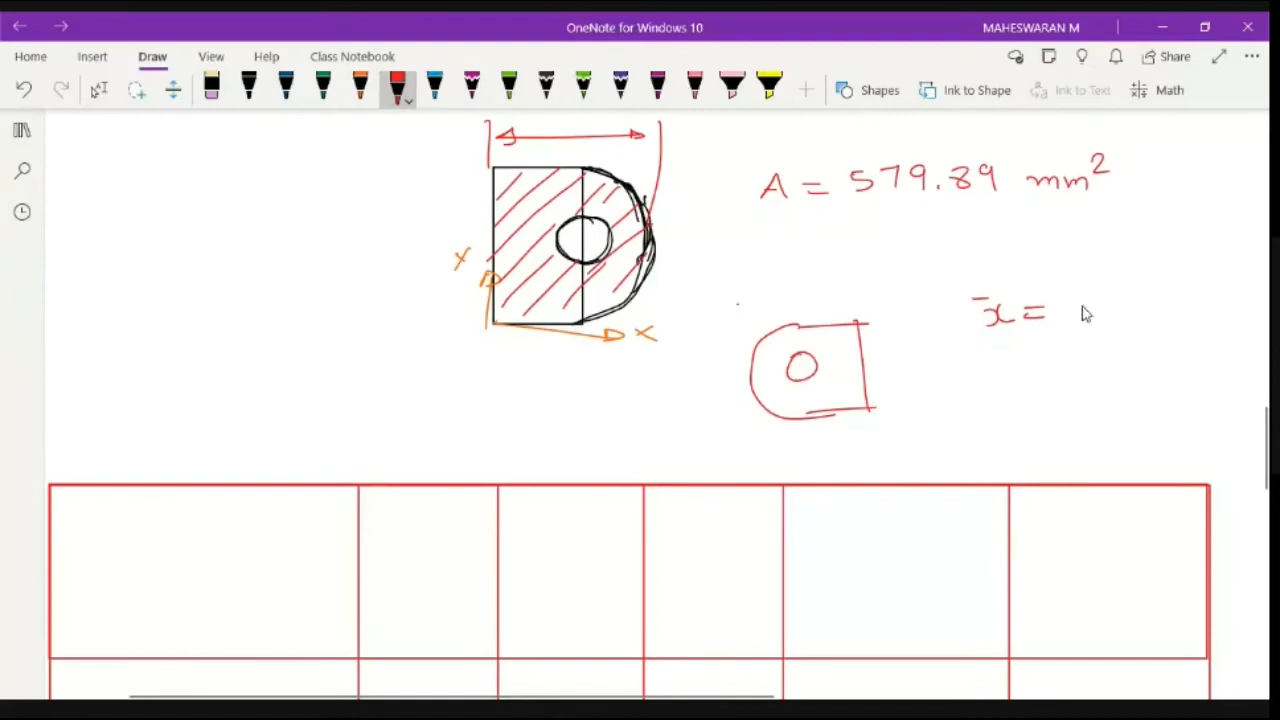 OneNote for Windows 10
MAHESWARAN M
Home Insert Draw View Help Class Notebook
Share
Shapes Ink to Shape Ink to Text Math
A = 579.89 mm²
Y
X
x̄ =